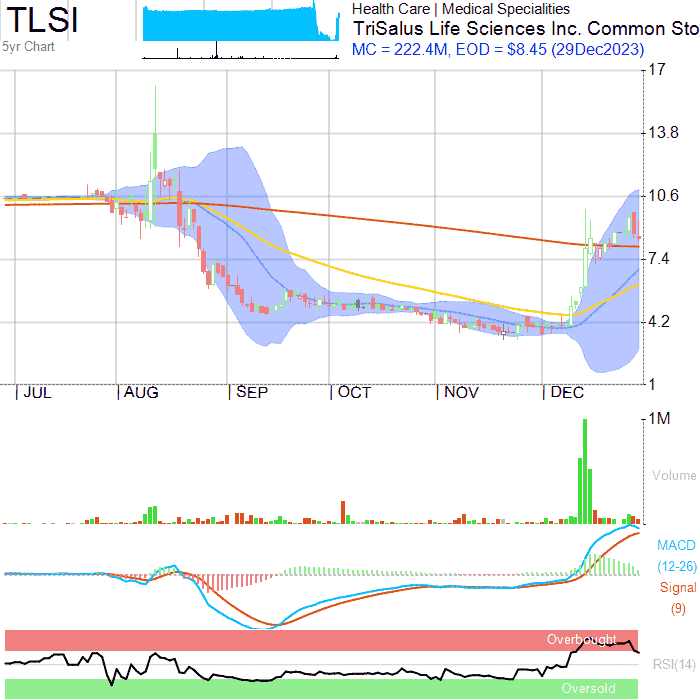 TLSI
5yr Chart
Health Care | Medical Specialities
TriSalus Life Sciences Inc. Common Sto
MC = 222.4M, EOD = $8.45 (29Dec2023)
17
13.8
10.6
7.4
4.2
1
JUL
AUG
SEP
OCT
NOV
DEC
1M
Volume
MACD
(12-26)
Signal
(9)
Overbought
RSI(14)
Oversold